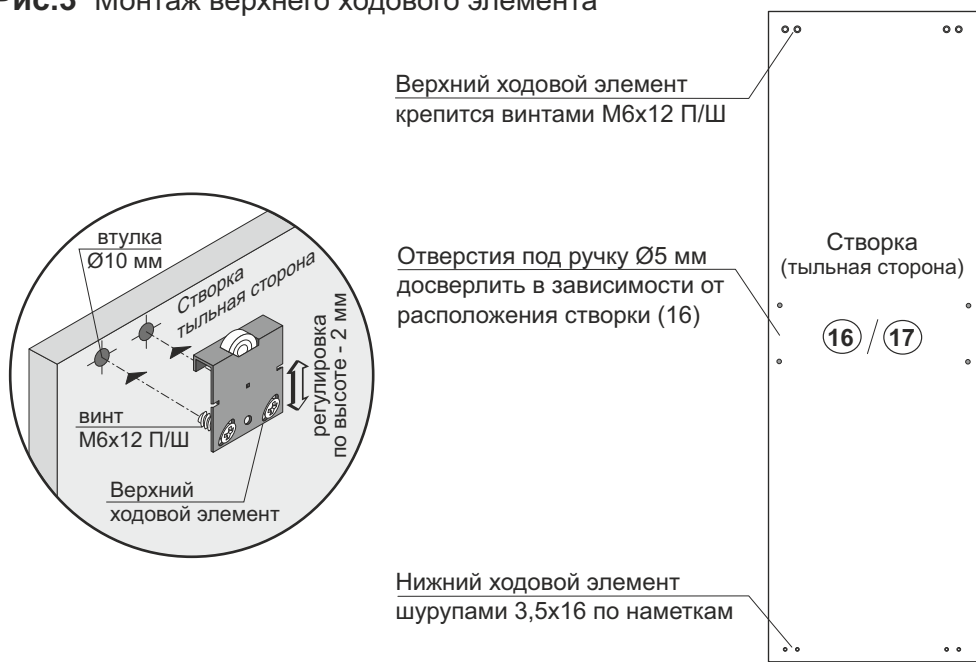 Рис.3 Монтаж верхнего ходового элемента
Верхний ходовой элемент
крепится винтами М6х12 П/Ш
втулка
Ø10 мм
Створка
тыльная сторона
регулировка
по высоте - 2 мм
винт
М6х12 П/Ш
Верхний
ходовой элемент
Отверстия под ручку Ø5 мм
досверлить в зависимости от
расположения створки (16)
Створка
(тыльная сторона)
16 / 17
Нижний ходовой элемент
шурупами 3,5х16 по наметкам